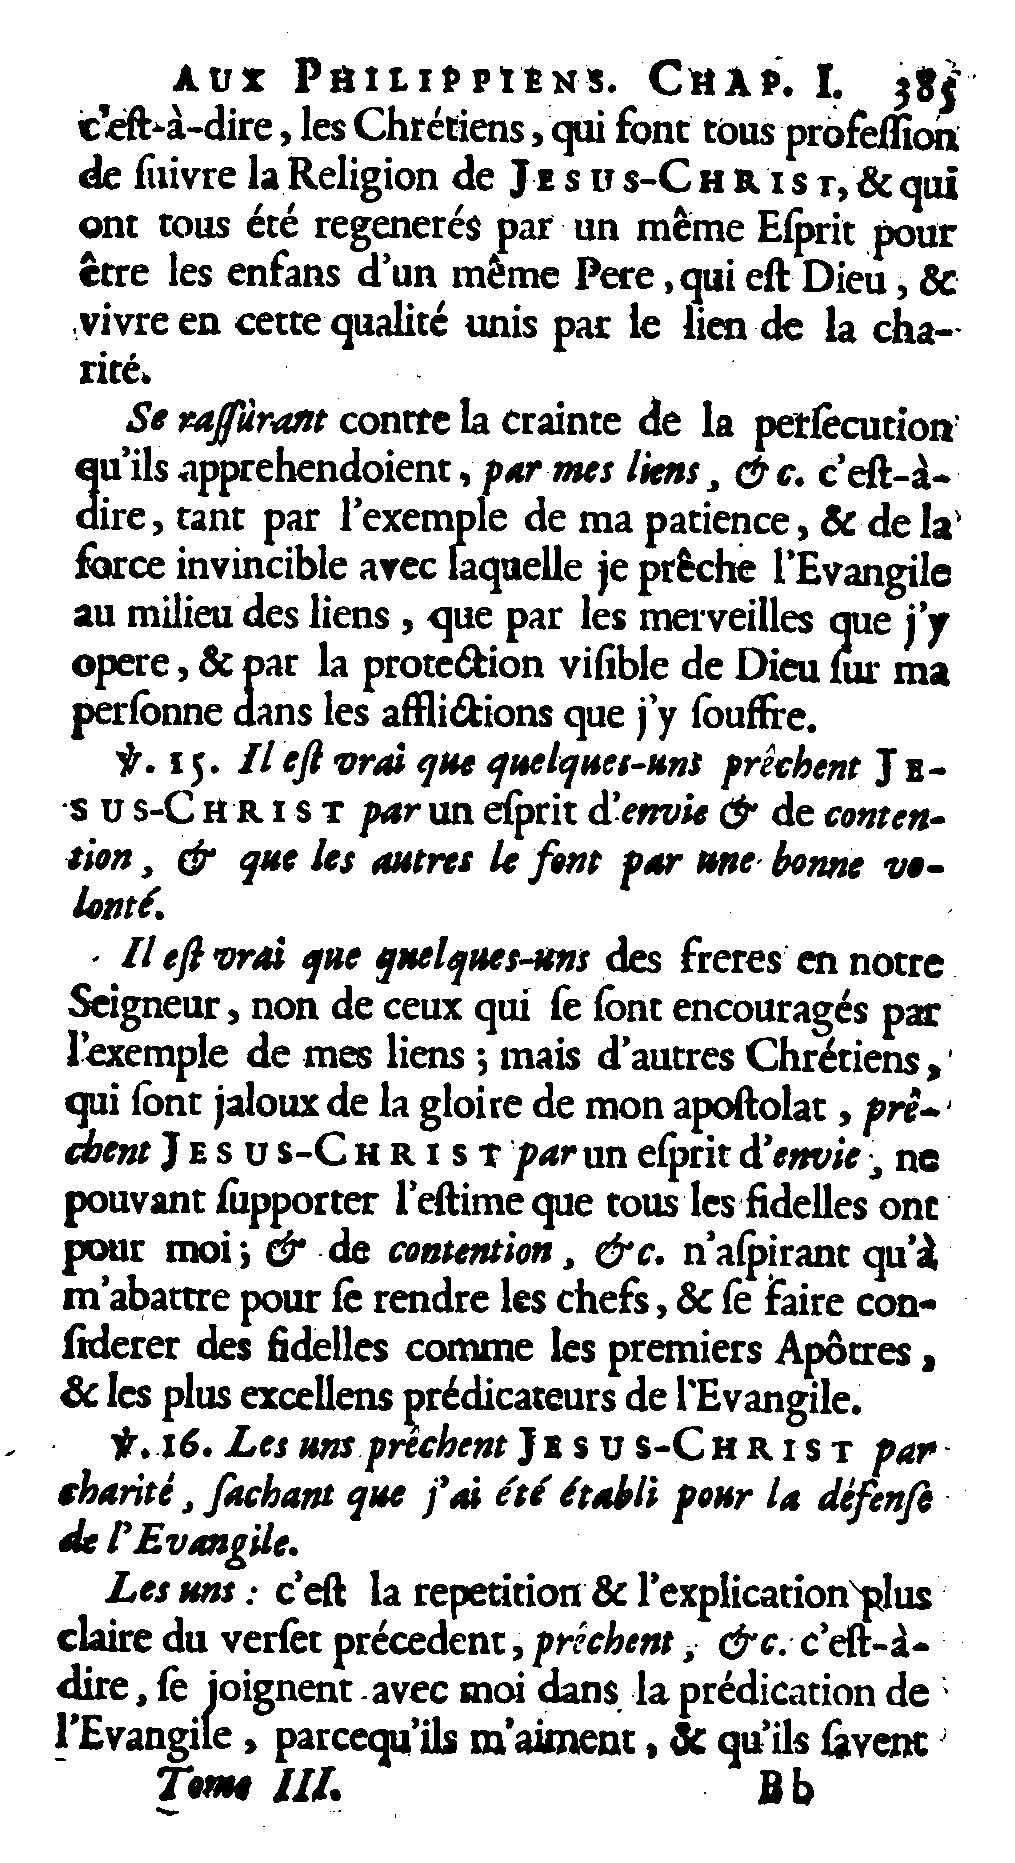 AUX PHILIPPIENS. CHAP. I. 385
c'eſt-à-dire, les Chrétiens, qui font tous profeſſion
de ſuivre la Religion de JESUS-CHRIST, & qui
ont tous été regenerés par un même Eſprit pour
être les enfans d'un même Pere, qui eſt Dieu, &
vivre en cette qualité unis par le lien de la cha-
rité.
Se raſſûrant contre la crainte de la perſecution
qu'ils apprehendoient, par mes liens, &c. c'eſt-à-
dire, tant par l'exemple de ma patience, & de la
force invincible avec laquelle je prêche l'Evangile
au milieu des liens, que par les merveilles que j'y
opere, & par la protection viſible de Dieu ſur ma
perſonne dans les afflictions que j'y ſouffre.
℣. 15. Il eſt vrai que quelques-uns prêchent JE-
SUS-CHRIST par un eſprit d'envie & de conten-
tion, & que les autres le font par une bonne vo-
lonté.
Il eſt vrai que quelques-uns des freres en notre
Seigneur, non de ceux qui ſe ſont encouragés par
l'exemple de mes liens ; mais d'autres Chrétiens,
qui ſont jaloux de la gloire de mon apoſtolat, prê-
chent JESUS-CHRIST par un eſprit d'envie, ne
pouvant ſupporter l'eſtime que tous les fidelles ont
pour moi ; & de contention, &c. n'aſpirant qu'à
m'abattre pour ſe rendre les chefs, & ſe faire con-
ſiderer des fidelles comme les premiers Apôtres,
& les plus excellens prédicateurs de l'Evangile.
℣. 16. Les uns prêchent JESUS-CHRIST par
charité, ſachant que j'ai été établi pour la défenſe
de l'Evangile.
Les uns : c'eſt la repetition & l'explication plus
claire du verſet précedent, prêchent, &c. c'eſt-à-
dire, ſe joignent avec moi dans la prédication de
l'Evangile, parcequ'ils m'aiment, & qu'ils ſavent
Tome III. Bb